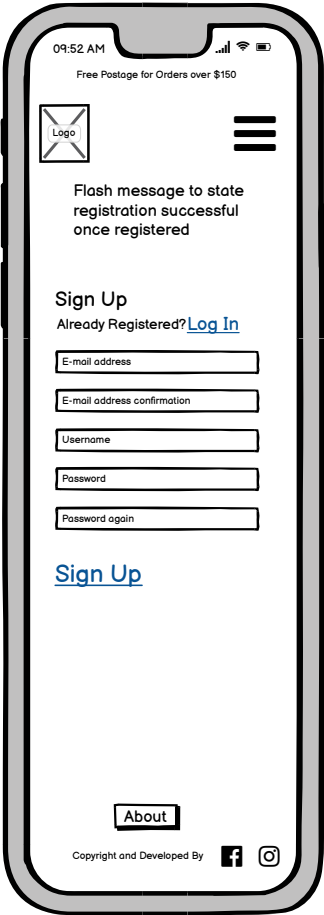 09:52 AM
Free Postage for Orders over $150
Logo
Flash message to state
registration successful
once registered
Sign Up
Already Registered? Log In
E-mail address
E-mail address confirmation
Username
Password
Password again
Sign Up
About
Copyright and Developed By